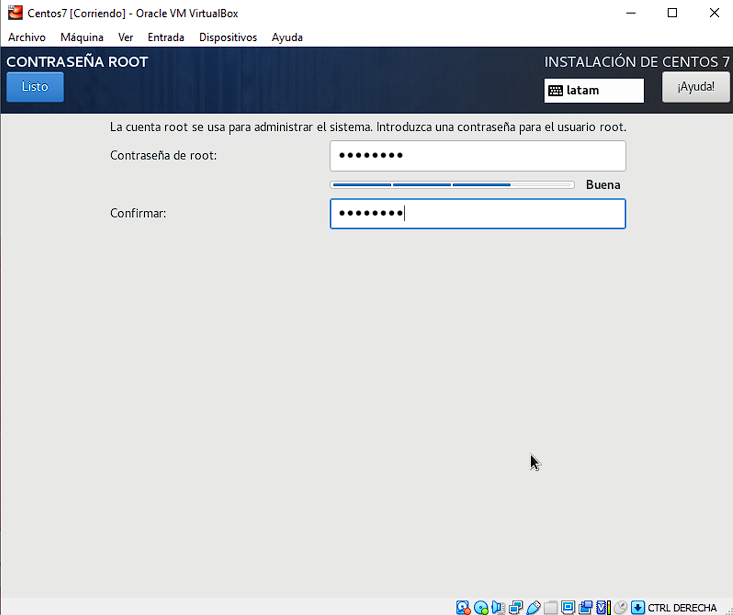 Centos7 [Corriendo] - Oracle VM VirtualBox
Archivo Máquina Ver Entrada Dispositivos Ayuda
CONTRASEÑA ROOT
INSTALACIÓN DE CENTOS 7
Listo
latam
¡Ayuda!
La cuenta root se usa para administrar el sistema. Introduzca una contraseña para el usuario root.
Contraseña de root: ••••••••
Buena
Confirmar: ••••••••
CTRL DERECHA